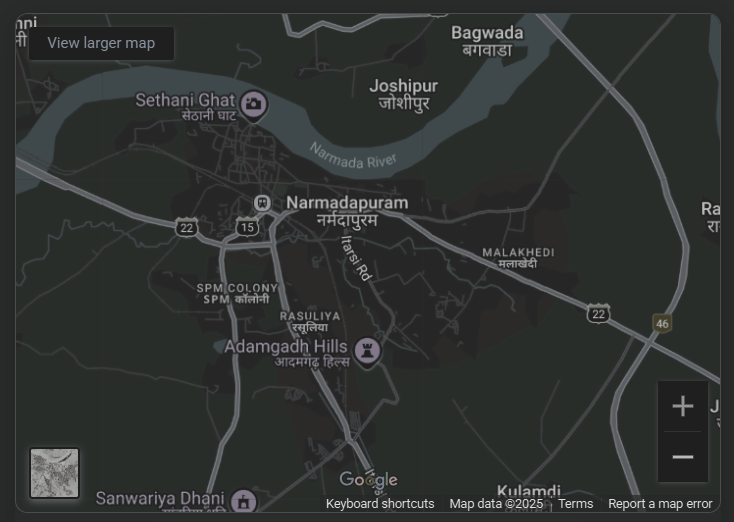 View larger map
Bagwada
बगवाडा
Joshipur
जोशीपुर
Sethani Ghat
सेठानी घाट
Narmada River
Narmadapuram
नर्मदापुरम
22
15
Itarsi Rd
MALAKHEDI
मलाखेदी
SPM COLONY
SPM कॉलोनी
RASULIYA
रसूलिया
22
46
Adamgadh Hills
आदमगढ़ हिल्स
Google
Sanwariya Dhani
Kulamdi
Keyboard shortcuts
Map data ©2025
Terms
Report a map error